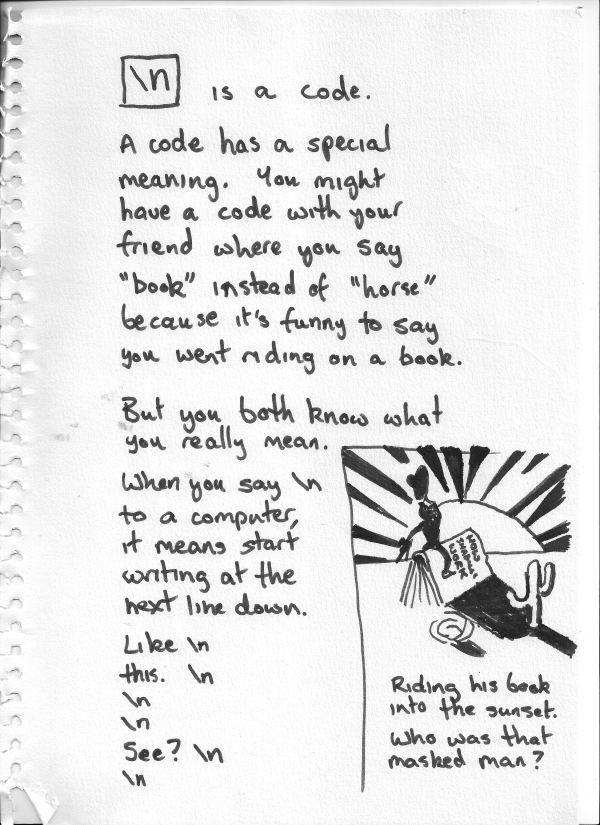 \n is a code.
A code has a special
meaning. You might
have a code with your
friend where you say
"book" instead of "horse"
because it's funny to say
you went riding on a book.
But you both know what
you really mean.
When you say \n
to a computer,
it means start
writing at the
next line down.
Like \n
this. \n
\n
\n
See? \n
\n
HOW
WORK
Riding his book
into the sunset.
Who was that
masked man?